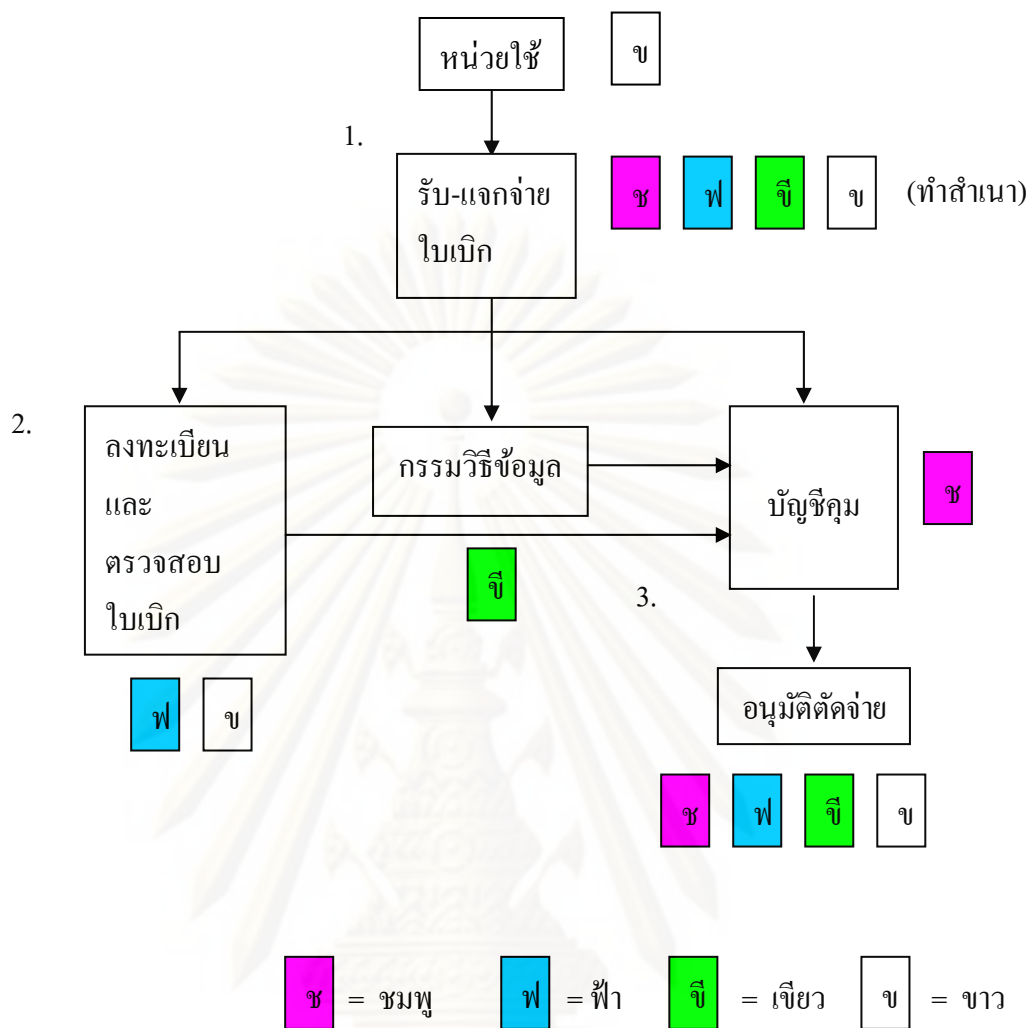 หน่วยใช้ ข
1.
รับ-แจกจ่าย
ใบเบิก
ช ฟ ขี ข (ทำสำเนา)
2.
ลงทะเบียน
และ
ตรวจสอบ
ใบเบิก
กรรมวิธีข้อมูล
บัญชีคุม
ช
ขี
3.
ฟ ข
อนุมัติตัดจ่าย
ช ฟ ขี ข
ช = ชมพู ฟ = ฟ้า ขี = เขียว ข = ขาว